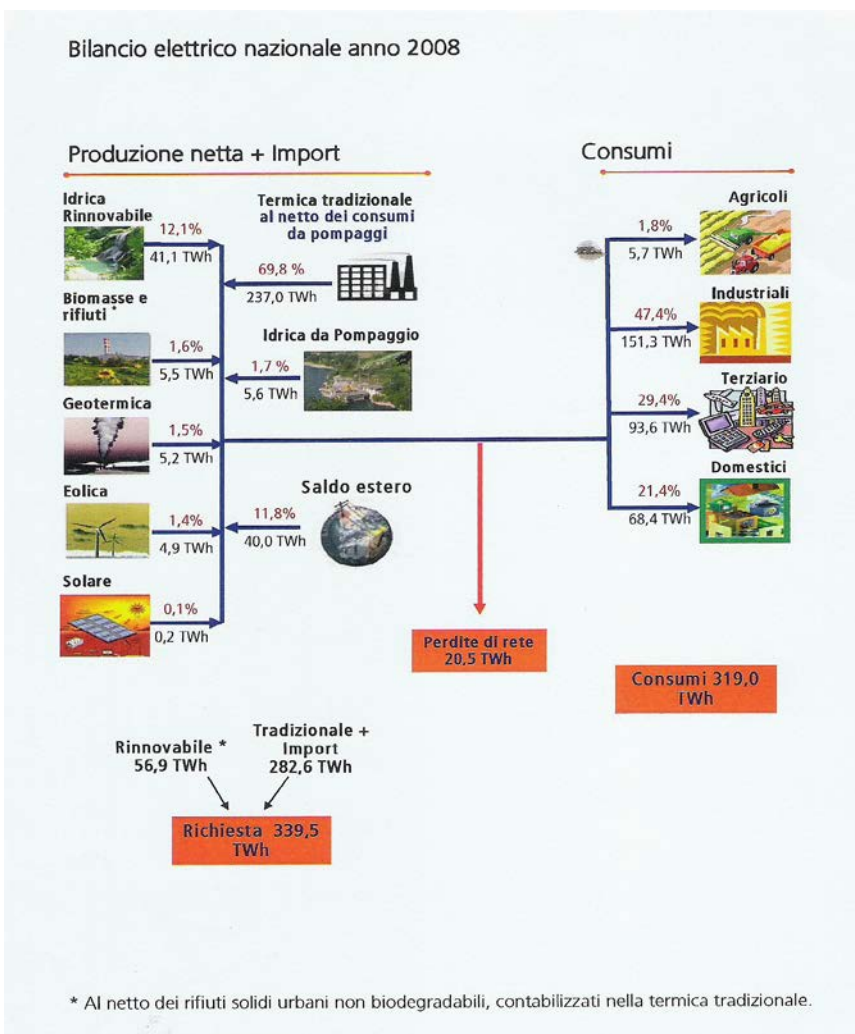 Bilancio elettrico nazionale anno 2008
Produzione netta + Import
Idrica
Rinnovabile
12,1%
41,1 TWh
Termica tradizionale
al netto dei consumi
da pompaggi
69,8 %
237,0 TWh
Biomasse e
rifiuti *
1,6%
5,5 TWh
Idrica da Pompaggio
1,7 %
5,6 TWh
Geotermica
1,5%
5,2 TWh
Eolica
1,4%
4,9 TWh
Saldo estero
11,8%
40,0 TWh
Solare
0,1%
0,2 TWh
Consumi
Agricoli
1,8%
5,7 TWh
Industriali
47,4%
151,3 TWh
Terziario
29,4%
93,6 TWh
Domestici
21,4%
68,4 TWh
Perdite di rete
20,5 TWh
Consumi 319,0
TWh
Rinnovabile *
56,9 TWh
Tradizionale +
Import
282,6 TWh
Richiesta 339,5
TWh
* Al netto dei rifiuti solidi urbani non biodegradabili, contabilizzati nella termica tradizionale.